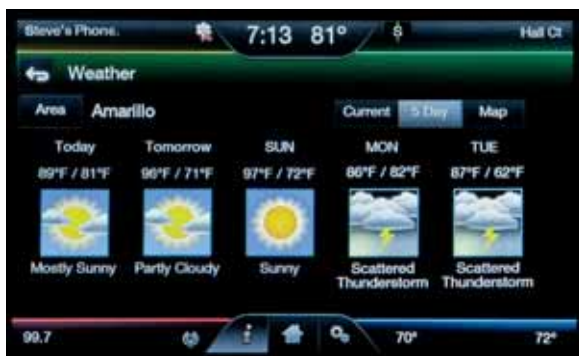 Steve's Phone.
7:13 81°
S
Hall Ct
Weather
Area Amarillo
Current 5 Day Map
Today Tomorrow SUN MON TUE
89°F / 81°F 96°F / 71°F 97°F / 72°F 86°F / 82°F 87°F / 62°F
Mostly Sunny Partly Cloudy Sunny Scattered Thunderstorm Scattered Thunderstorm
99.7 i 70° 72°